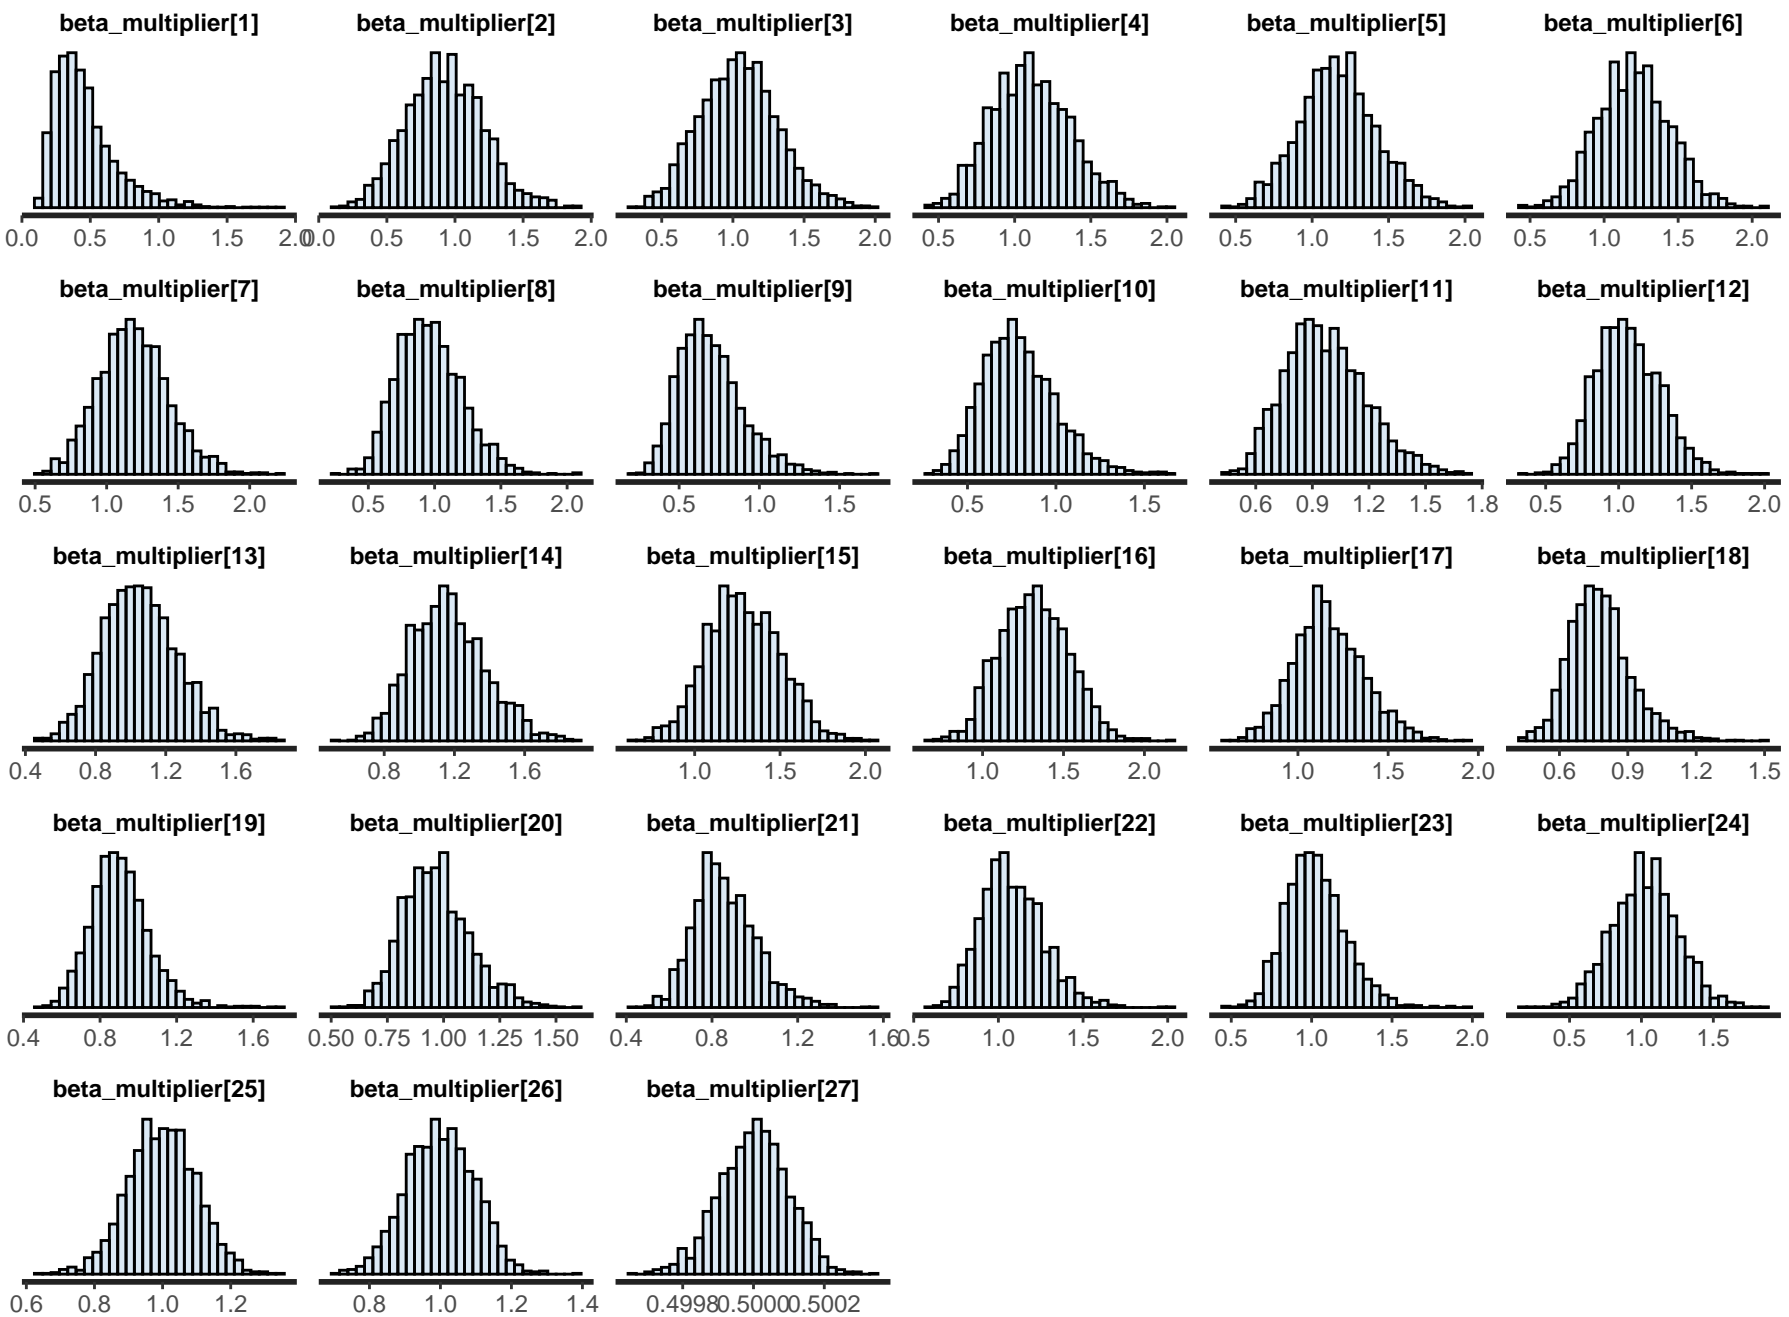 beta_multiplier[1] beta_multiplier[2] beta_multiplier[3] beta_multiplier[4] beta_multiplier[5] beta_multiplier[6]
0.0 0.5 1.0 1.5 2.0 0.0 0.5 1.0 1.5 2.0 0.5 1.0 1.5 2.0 0.5 1.0 1.5 2.0 0.5 1.0 1.5 2.0 0.5 1.0 1.5 2.0
beta_multiplier[7] beta_multiplier[8] beta_multiplier[9] beta_multiplier[10] beta_multiplier[11] beta_multiplier[12]
0.5 1.0 1.5 2.0 0.5 1.0 1.5 2.0 0.5 1.0 1.5 0.5 1.0 1.5 0.6 0.9 1.2 1.5 1.8 0.5 1.0 1.5 2.0
beta_multiplier[13] beta_multiplier[14] beta_multiplier[15] beta_multiplier[16] beta_multiplier[17] beta_multiplier[18]
0.4 0.8 1.2 1.6 0.8 1.2 1.6 1.0 1.5 2.0 1.0 1.5 2.0 1.0 1.5 2.0 0.6 0.9 1.2 1.5
beta_multiplier[19] beta_multiplier[20] beta_multiplier[21] beta_multiplier[22] beta_multiplier[23] beta_multiplier[24]
0.4 0.8 1.2 1.6 0.50 0.75 1.00 1.25 1.50 0.4 0.8 1.2 1.6 0.5 1.0 1.5 2.0 0.5 1.0 1.5 2.0 0.5 1.0 1.5
beta_multiplier[25] beta_multiplier[26] beta_multiplier[27]
0.6 0.8 1.0 1.2 0.8 1.0 1.2 1.4 0.4998 0.5000 0.5002